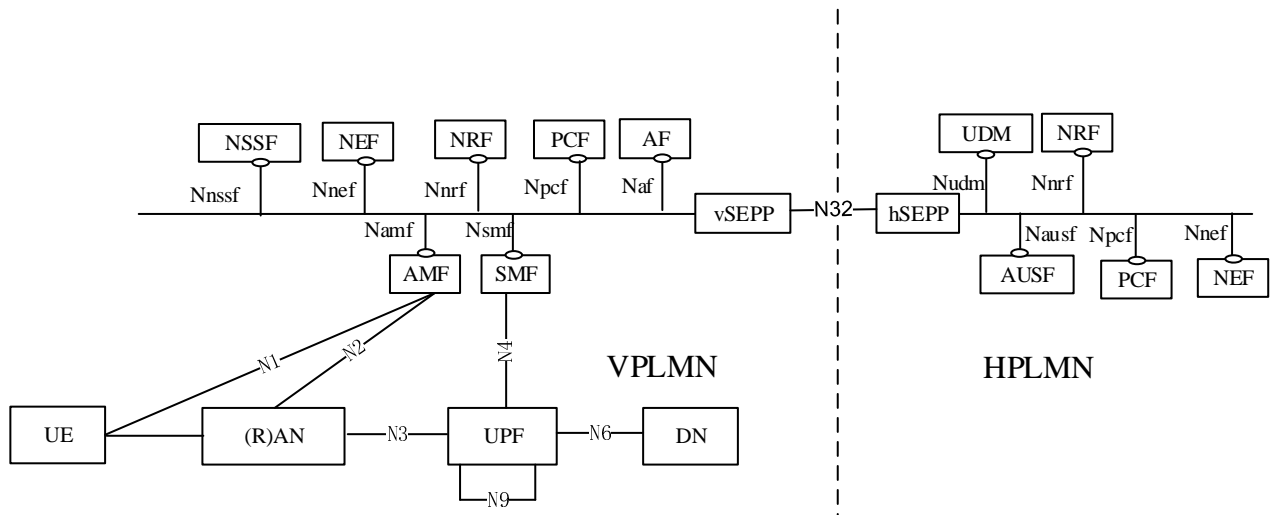 NSSF
NEF
NRF
PCF
AF
UDM
NRF
Nnssf
Nnef
Nnrf
Npcf
Naf
Nudm
Nnrf
vSEPP
N32
hSEPP
Namf
Nsmf
Nausf
Npcf
Nnef
AMF
SMF
AUSF
PCF
NEF
N1
N2
N4
VPLMN
HPLMN
UE
(R)AN
N3
UPF
N6
DN
N9